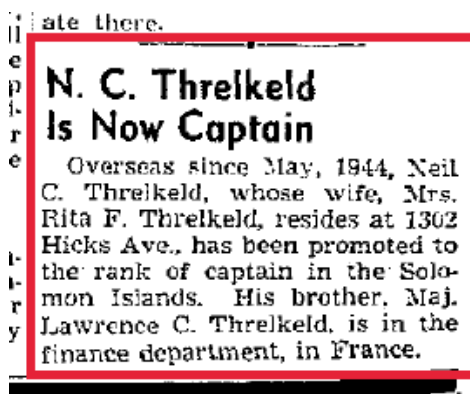 ate there.
N. C. Threlkeld
Is Now Captain
Overseas since May, 1944, Neil
C. Threlkeld, whose wife, Mrs.
Rita F. Threlkeld, resides at 1302
Hicks Ave., has been promoted to
the rank of captain in the Solo-
mon Islands. His brother, Maj.
Lawrence C. Threlkeld, is in the
finance department, in France.